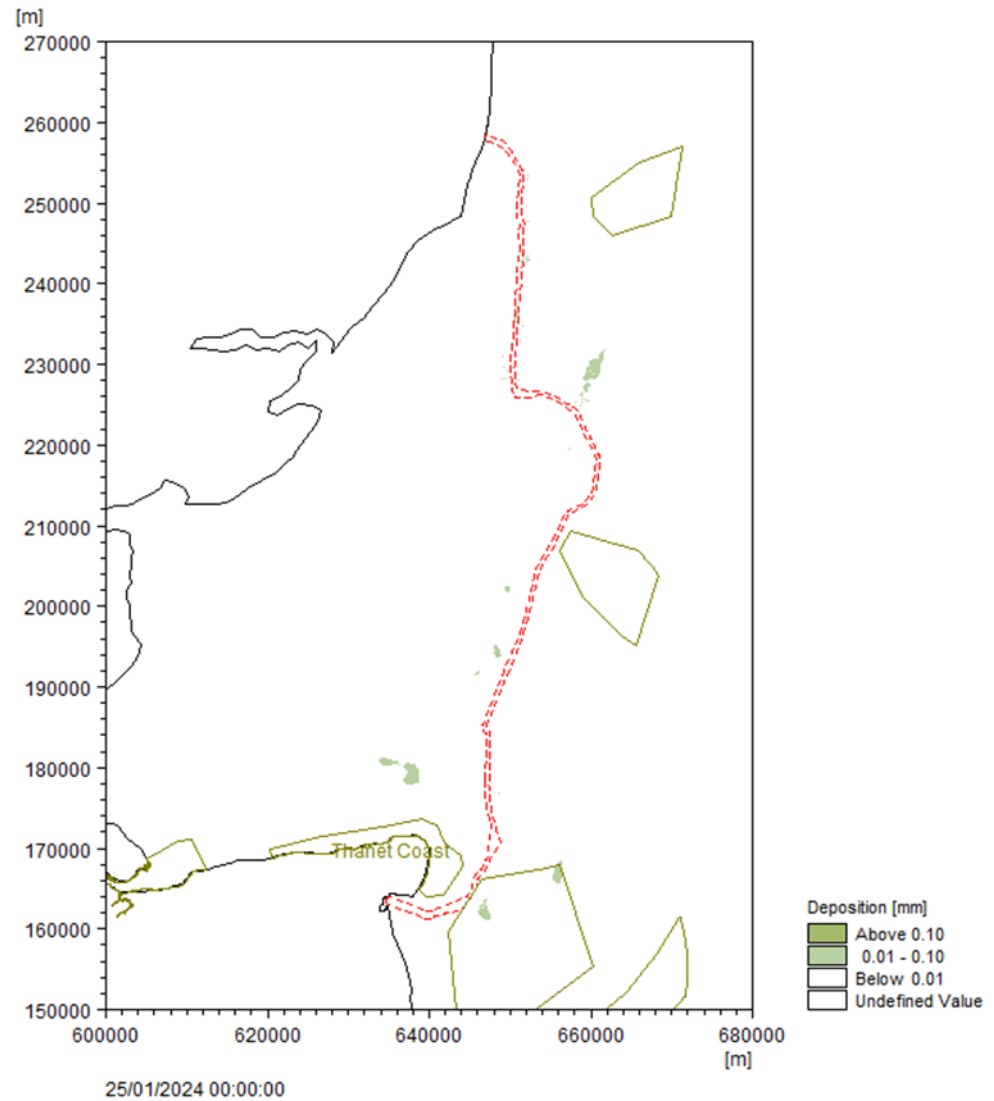 [m]
270000
260000
250000
240000
230000
220000
210000
200000
190000
180000
170000
160000
150000
Thanet Coast
600000 620000 640000 660000 680000
[m]
25/01/2024 00:00:00
Deposition [mm]
Above 0.10
0.01 - 0.10
Below 0.01
Undefined Value